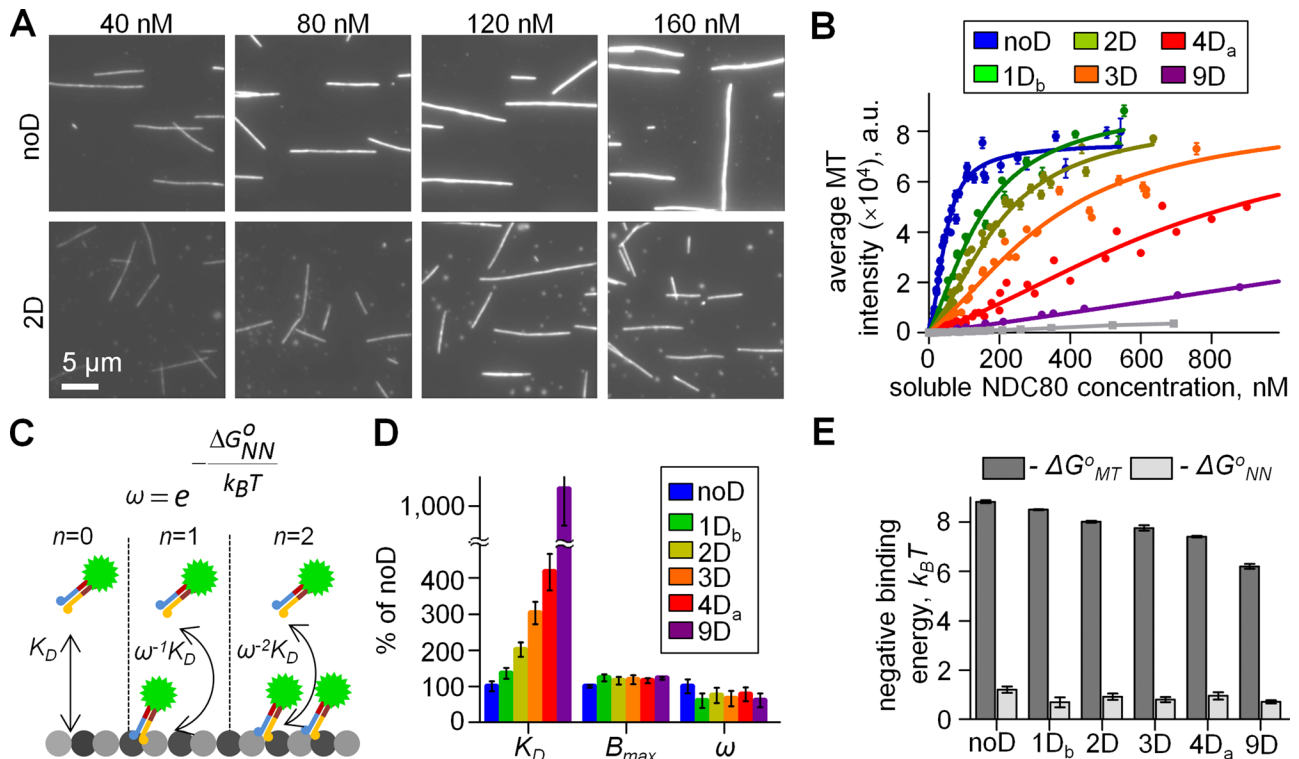 A
40 nM 80 nM 120 nM 160 nM
noD
2D
5 µm
B
noD 2D 4Da
1Db 3D 9D
average MT
intensity (×10⁴), a.u.
8
6
4
2
0
0 200 400 600 800
soluble NDC80 concentration, nM
C
ω = e^(-ΔG°NN/kBT)
n=0 n=1 n=2
KD ω⁻¹KD ω⁻²KD
D
% of noD
1,000
400
300
200
100
0
noD
1Db
2D
3D
4Da
9D
KD Bmax ω
E
- ΔG°MT - ΔG°NN
negative binding
energy, kBT
8
6
4
2
0
noD 1Db 2D 3D 4Da 9D